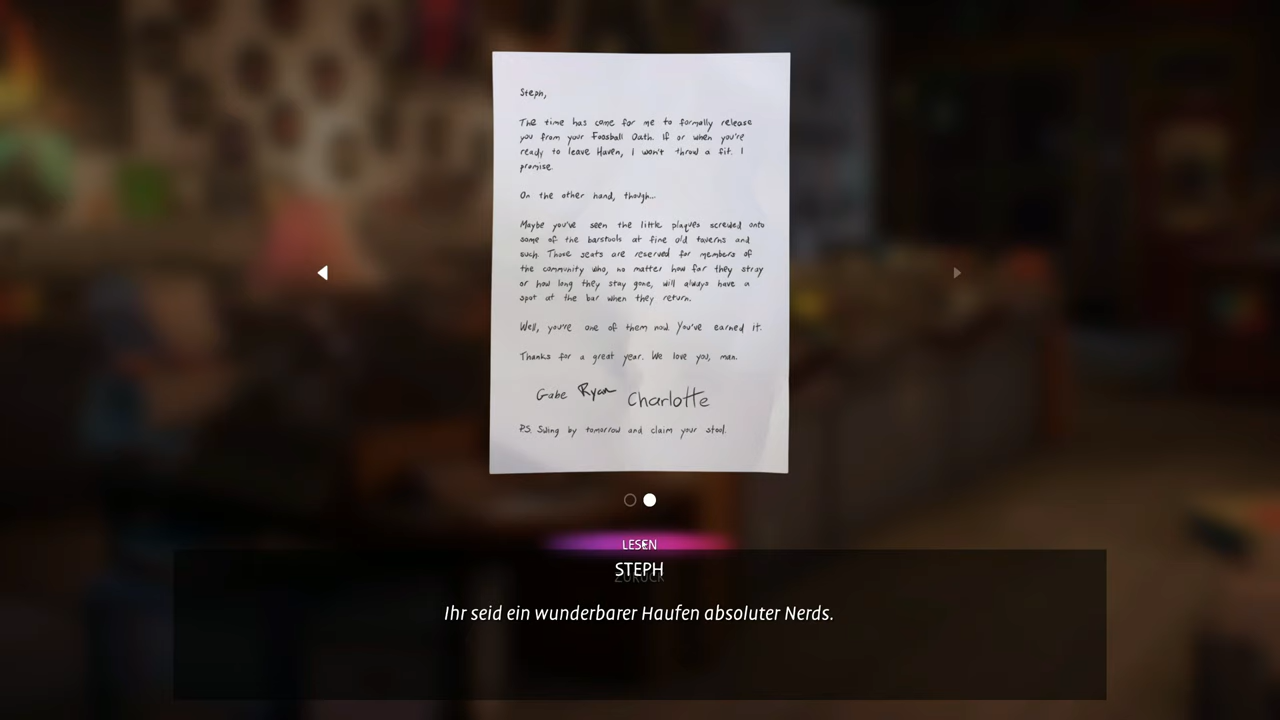 Steph,
The time has come for me to formally release
you from your Foosball Oath. If or when you're
ready to leave Haven, I won't throw a fit. I
promise.
On the other hand, though...
Maybe you've seen the little plaques screwed onto
some of the barstools at fine old taverns and
such. Those seats are reserved for members of
the community who, no matter how far they stray
or how long they stay gone, will always have a
spot at the bar when they return.
Well, you're one of them now. You've earned it.
Thanks for a great year. We love you, man.
Gabe Ryan Charlotte
P.S. Swing by tomorrow and claim your stool.
LESEN
STEPH
ZURÜCK
Ihr seid ein wunderbarer Haufen absoluter Nerds.